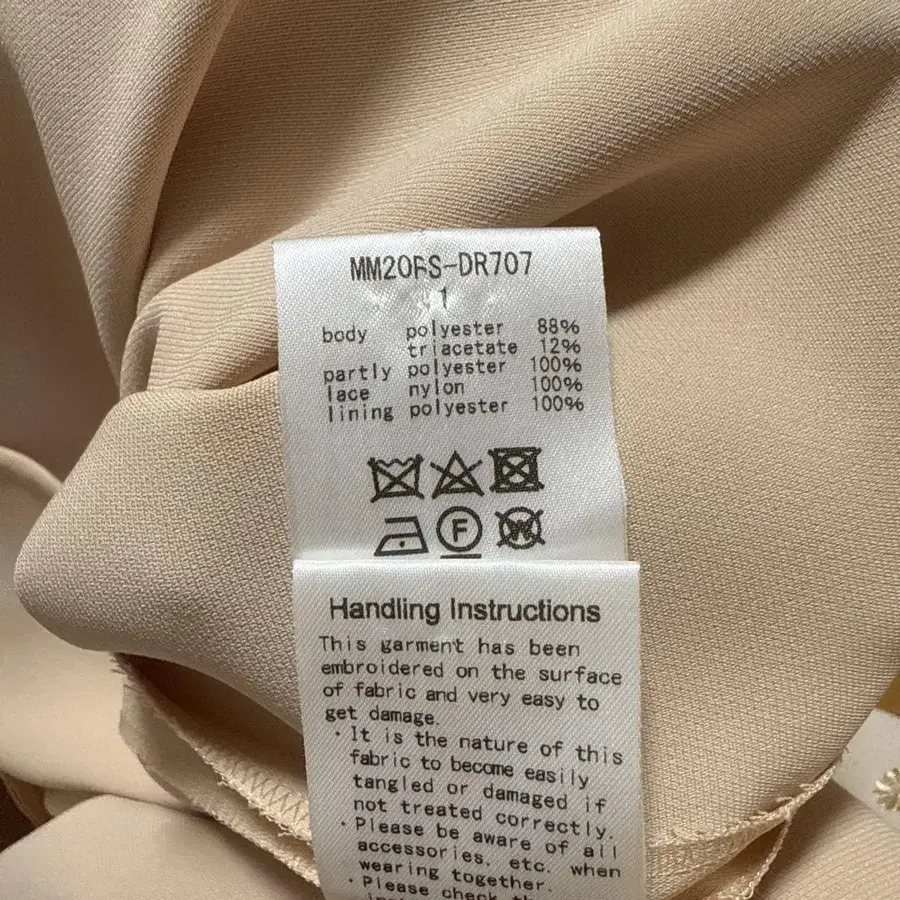 MM20FS-DR707
1
body polyester 88%
triacetate 12%
partly polyester 100%
lace nylon 100%
lining polyester 100%
F
W
Handling Instructions
This garment has been
embroidered on the surface
of fabric and very easy to
get damage.
・It is the nature of this
fabric to become easily
tangled or damaged if
not treated correctly.
・Please be aware of all
accessories, etc. when
wearing together.
・Please check